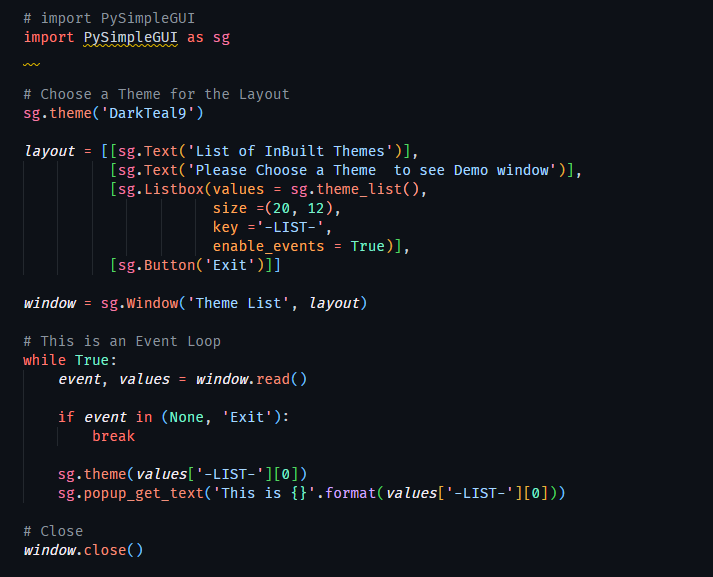 # import PySimpleGUI
import PySimpleGUI as sg
# Choose a Theme for the Layout
sg.theme('DarkTeal9')
layout = [[sg.Text('List of InBuilt Themes')],
[sg.Text('Please Choose a Theme  to see Demo window')],
[sg.Listbox(values = sg.theme_list(),
size =(20, 12),
key ='-LIST-',
enable_events = True)],
[sg.Button('Exit')]]
window = sg.Window('Theme List', layout)
# This is an Event Loop
while True:
event, values = window.read()
if event in (None, 'Exit'):
break
sg.theme(values['-LIST-'][0])
sg.popup_get_text('This is {}'.format(values['-LIST-'][0]))
# Close
window.close()